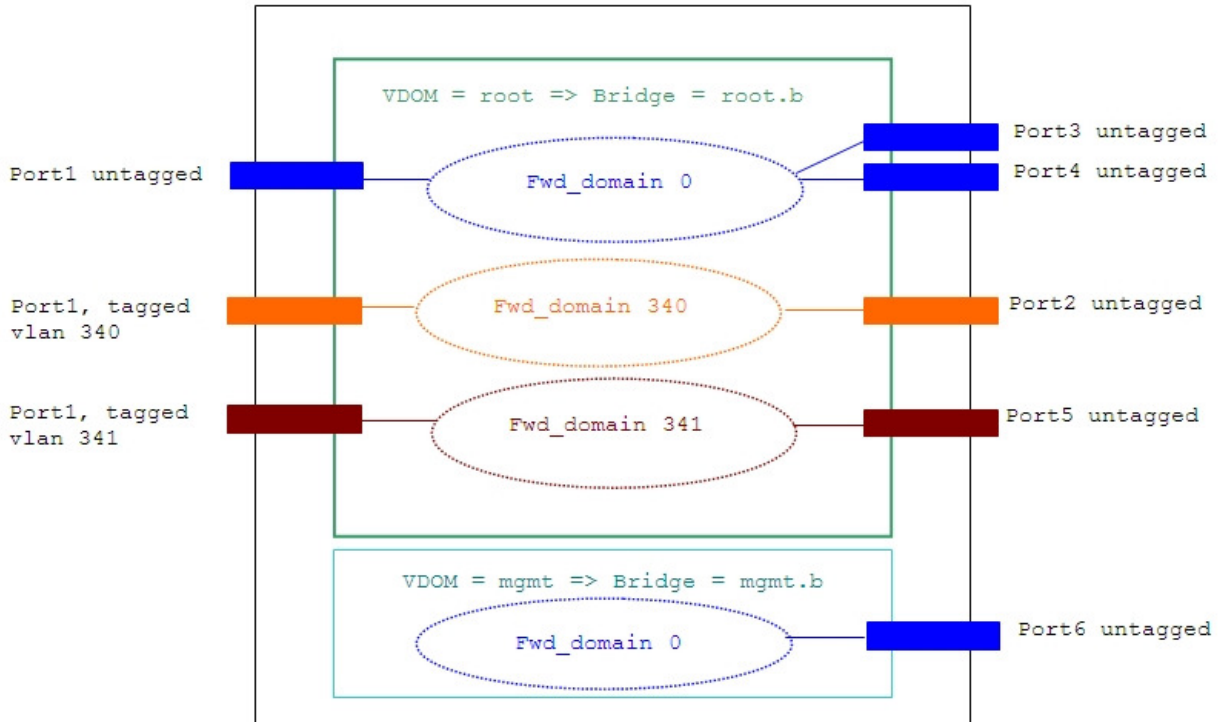 VDOM = root => Bridge = root.b
Port3 untagged
Port1 untagged
Fwd_domain 0
Port4 untagged
Port1, tagged
vlan 340
Fwd_domain 340
Port2 untagged
Port1, tagged
vlan 341
Fwd_domain 341
Port5 untagged
VDOM = mgmt => Bridge = mgmt.b
Fwd_domain 0
Port6 untagged